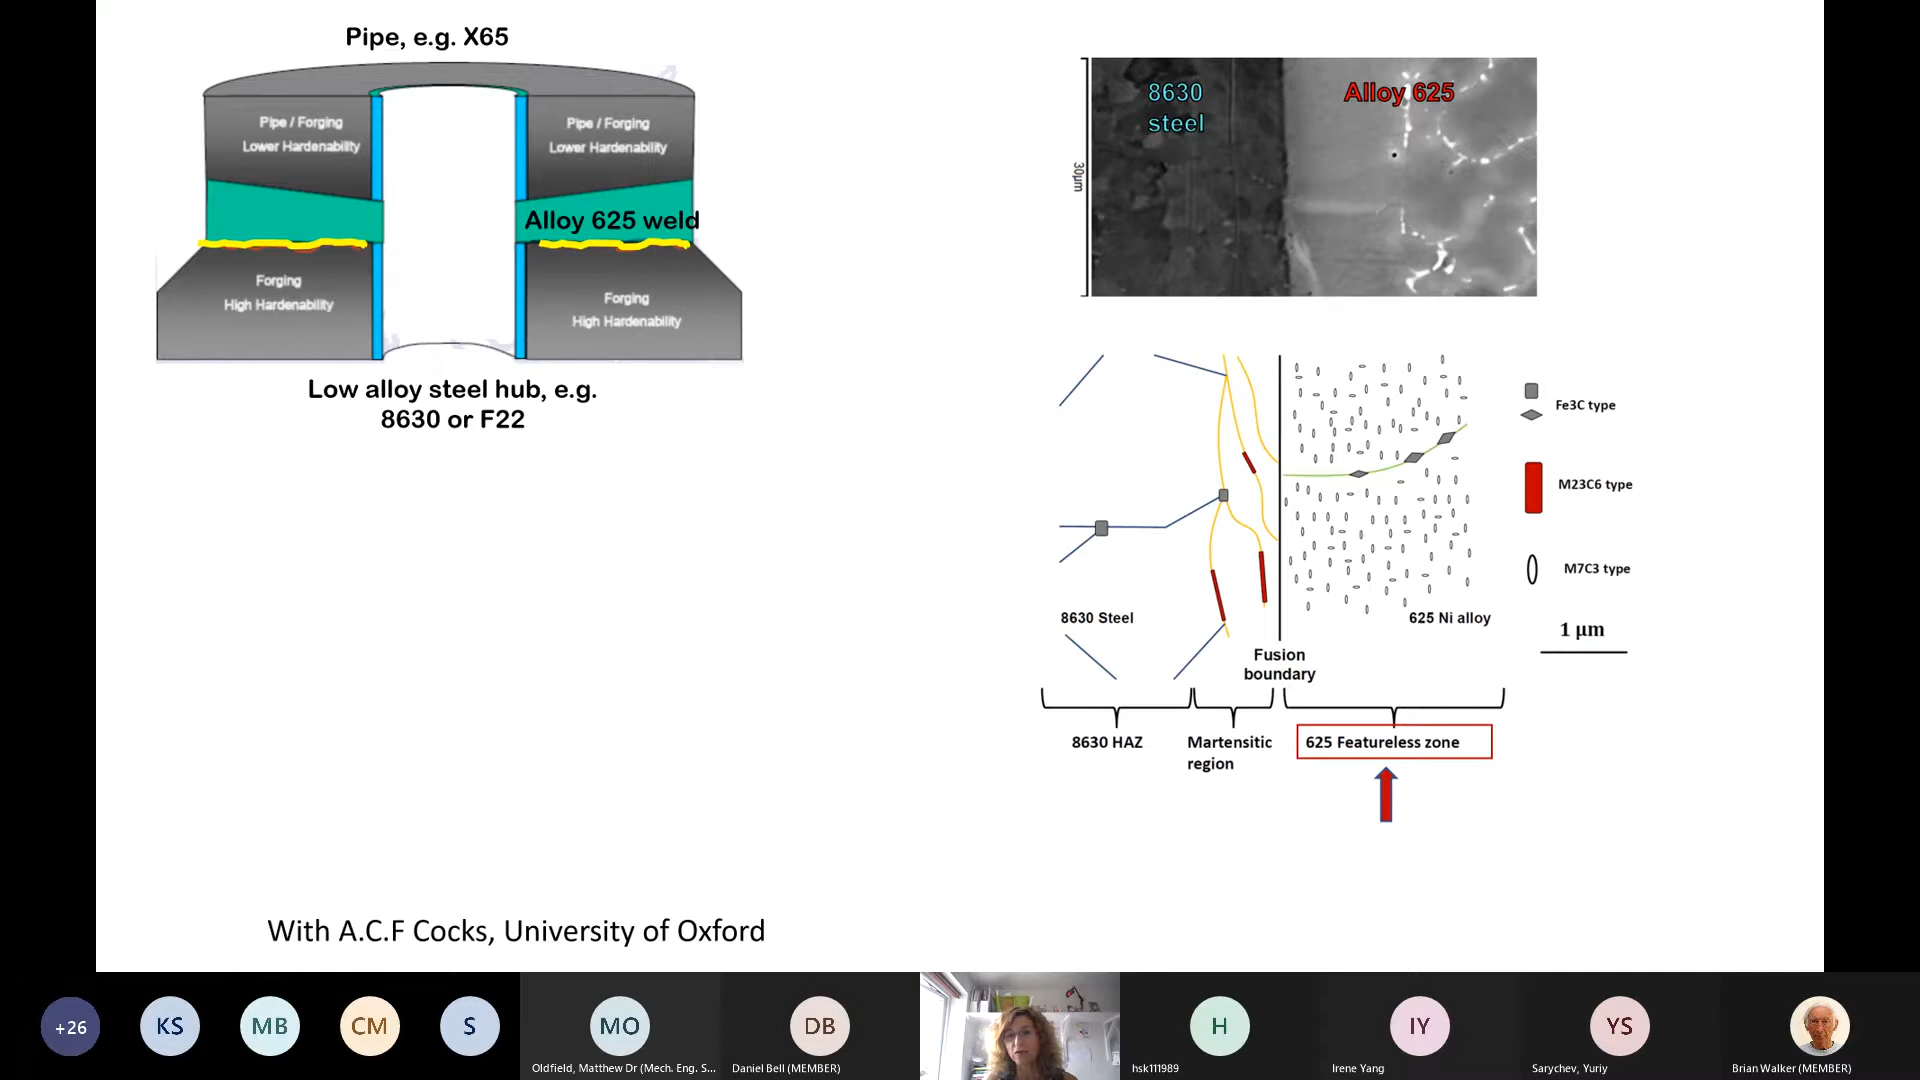 Pipe, e.g. X65
Pipe / Forging
Lower Hardenability
Pipe / Forging
Lower Hardenability
Alloy 625 weld
Forging
High Hardenability
Forging
High Hardenability
Low alloy steel hub, e.g.
8630 or F22
30μm
8630
steel
Alloy 625
Fe3C type
M23C6 type
M7C3 type
1 μm
8630 Steel
625 Ni alloy
Fusion
boundary
8630 HAZ
Martensitic
region
625 Featureless zone
With A.C.F Cocks, University of Oxford
+26
KS
MB
CM
S
MO
Oldfield, Matthew Dr (Mech. Eng. S...
DB
Daniel Bell (MEMBER)
H
hsk111989
IY
Irene Yang
YS
Sarychev, Yuriy
Brian Walker (MEMBER)